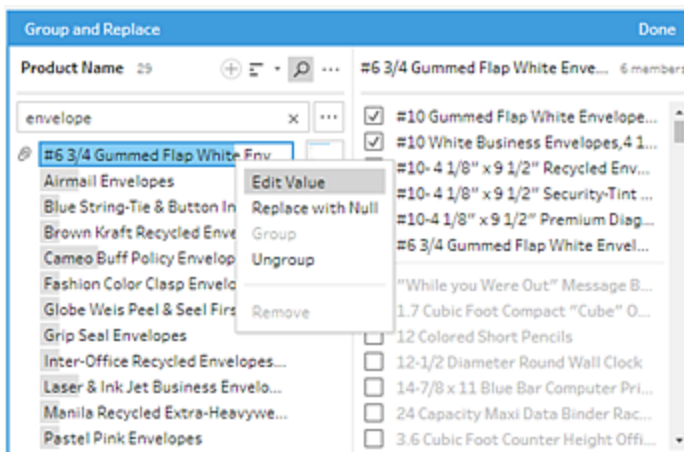 Group and Replace Done
Product Name 29
#6 3/4 Gummed Flap White Enve... 6 members
envelope
#6 3/4 Gummed Flap White Env
Airmail Envelopes
Blue String-Tie & Button In
Brown Kraft Recycled Enve
Cameo Buff Policy Envelop
Fashion Color Clasp Envelo
Globe Weis Peel & Seel Firs
Grip Seal Envelopes
Inter-Office Recycled Envelopes...
Laser & Ink Jet Business Envelo...
Manila Recycled Extra-Heavywe...
Pastel Pink Envelopes
Edit Value
Replace with Null
Group
Ungroup
Remove
#10 Gummed Flap White Envelope...
#10 White Business Envelopes,4 1...
#10- 4 1/8" x 9 1/2" Recycled Env...
#10- 4 1/8" x 9 1/2" Security-Tint ...
#10-4 1/8" x 9 1/2" Premium Diag...
#6 3/4 Gummed Flap White Envel...
"While you Were Out" Message B...
1.7 Cubic Foot Compact "Cube" O...
12 Colored Short Pencils
12-1/2 Diameter Round Wall Clock
14-7/8 x 11 Blue Bar Computer Pri...
24 Capacity Maxi Data Binder Rac...
3.6 Cubic Foot Counter Height Offi...